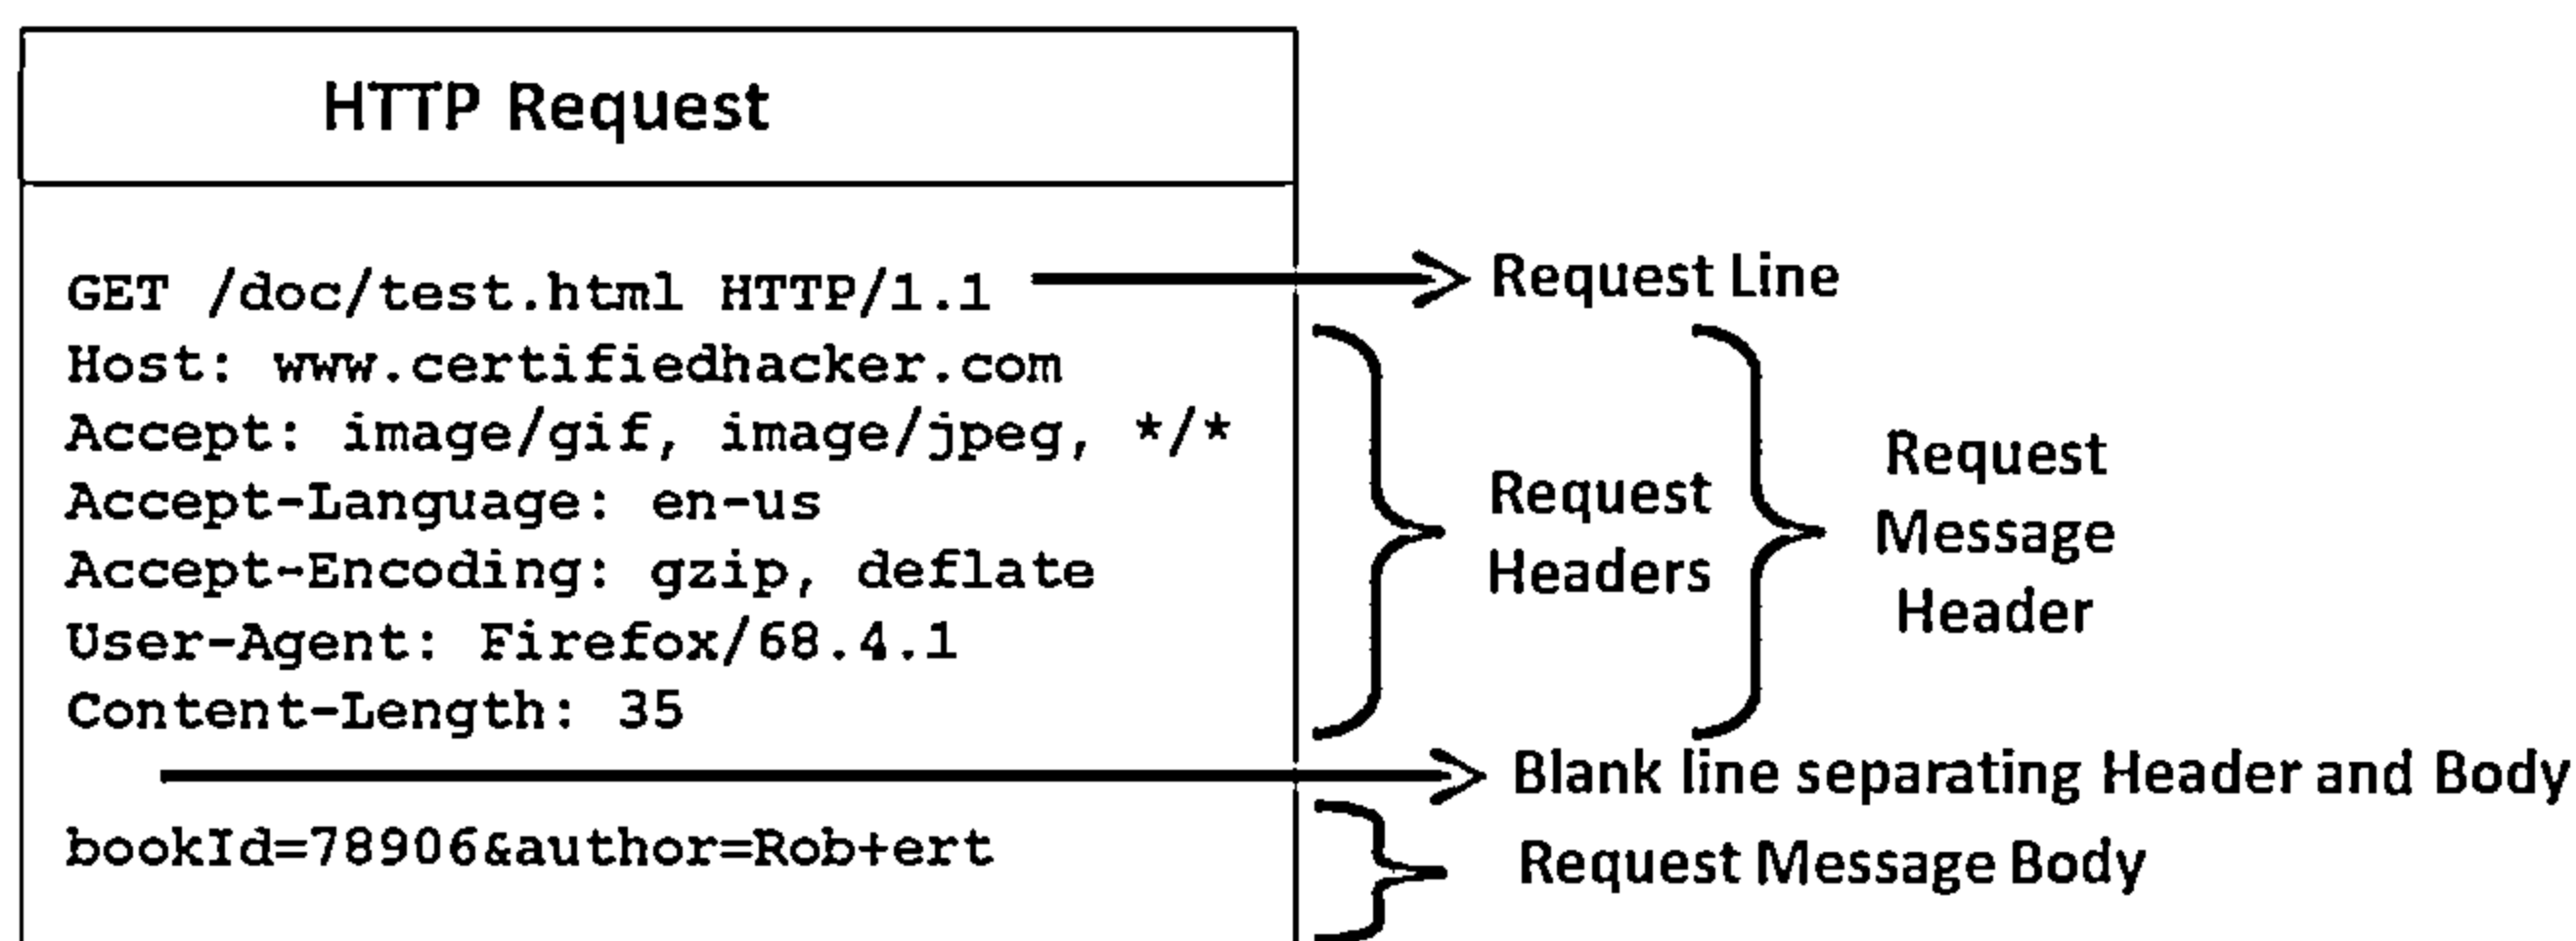 HTTP Request
GET /doc/test.html HTTP/1.1
Request Line
Host: www.certifiedhacker.com
Accept: image/gif, image/jpeg, */*
Accept-Language: en-us
Accept-Encoding: gzip, deflate
User-Agent: Firefox/68.4.1
Content-Length: 35
Request
Headers
Request
Message
Header
Blank line separating Header and Body
bookId=78906&author=Rob+ert
Request Message Body